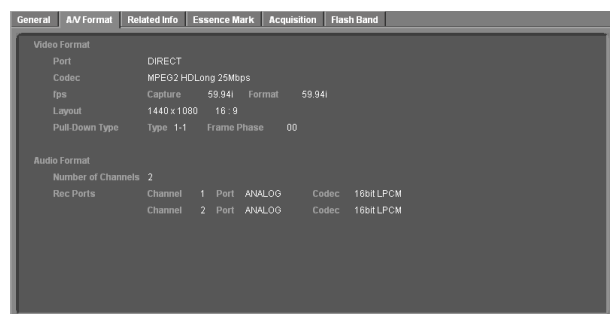 General A/V Format Related Info Essence Mark Acquisition Flash Band
Video Format
Port DIRECT
Codec MPEG2 HDLong 25Mbps
fps Capture 59.94i Format 59.94i
Layout 1440 x 1080 16 : 9
Pull-Down Type Type 1-1 Frame Phase 00
Audio Format
Number of Channels 2
Rec Ports Channel 1 Port ANALOG Codec 16bit LPCM
Channel 2 Port ANALOG Codec 16bit LPCM